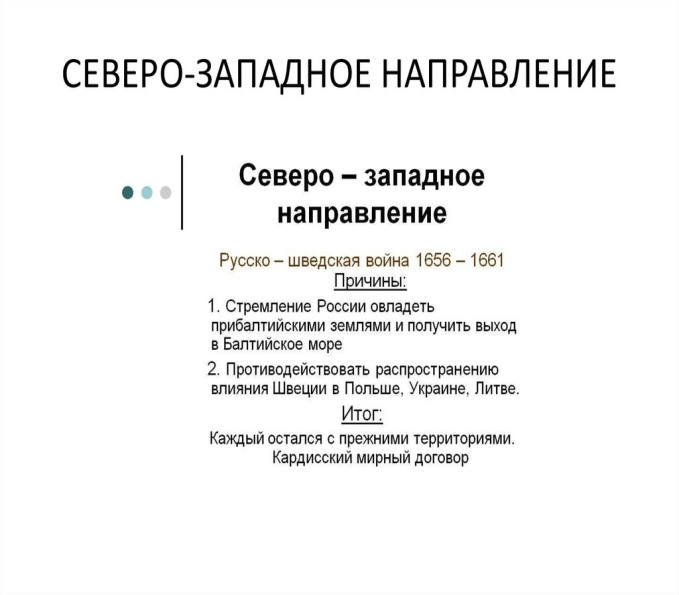 СЕВЕРО-ЗАПАДНОЕ НАПРАВЛЕНИЕ
Северо – западное
направление
Русско – шведская война 1656 – 1661
Причины:
1. Стремление России овладеть
прибалтийскими землями и получить выход
в Балтийское море
2. Противодействовать распространению
влияния Швеции в Польше, Украине, Литве.
Итог:
Каждый остался с прежними территориями.
Кардисский мирный договор